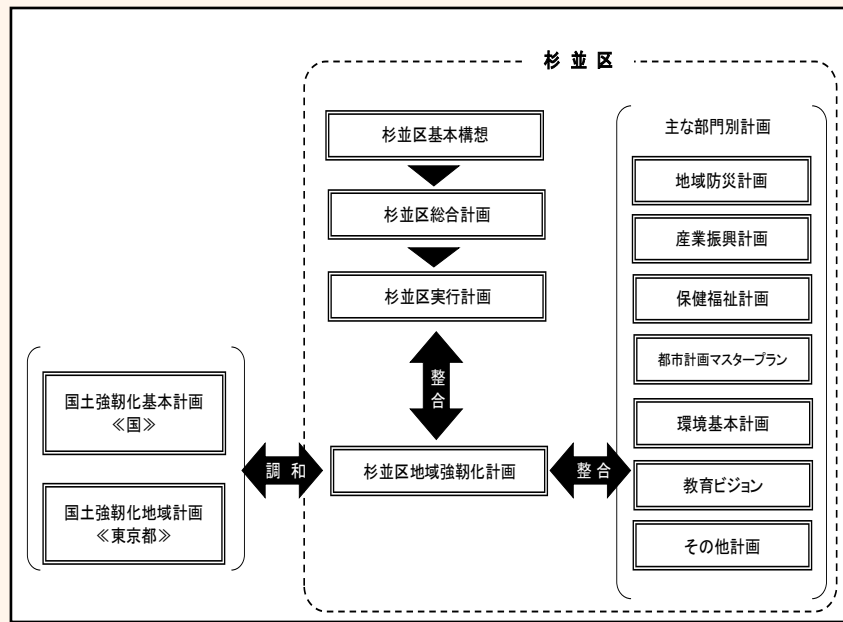 杉並区
杉並区基本構想
杉並区総合計画
杉並区実行計画
整合
杉並区地域強靱化計画
調和
国土強靱化基本計画
≪国≫
国土強靱化地域計画
≪東京都≫
整合
主な部門別計画
地域防災計画
産業振興計画
保健福祉計画
都市計画マスタープラン
環境基本計画
教育ビジョン
その他計画